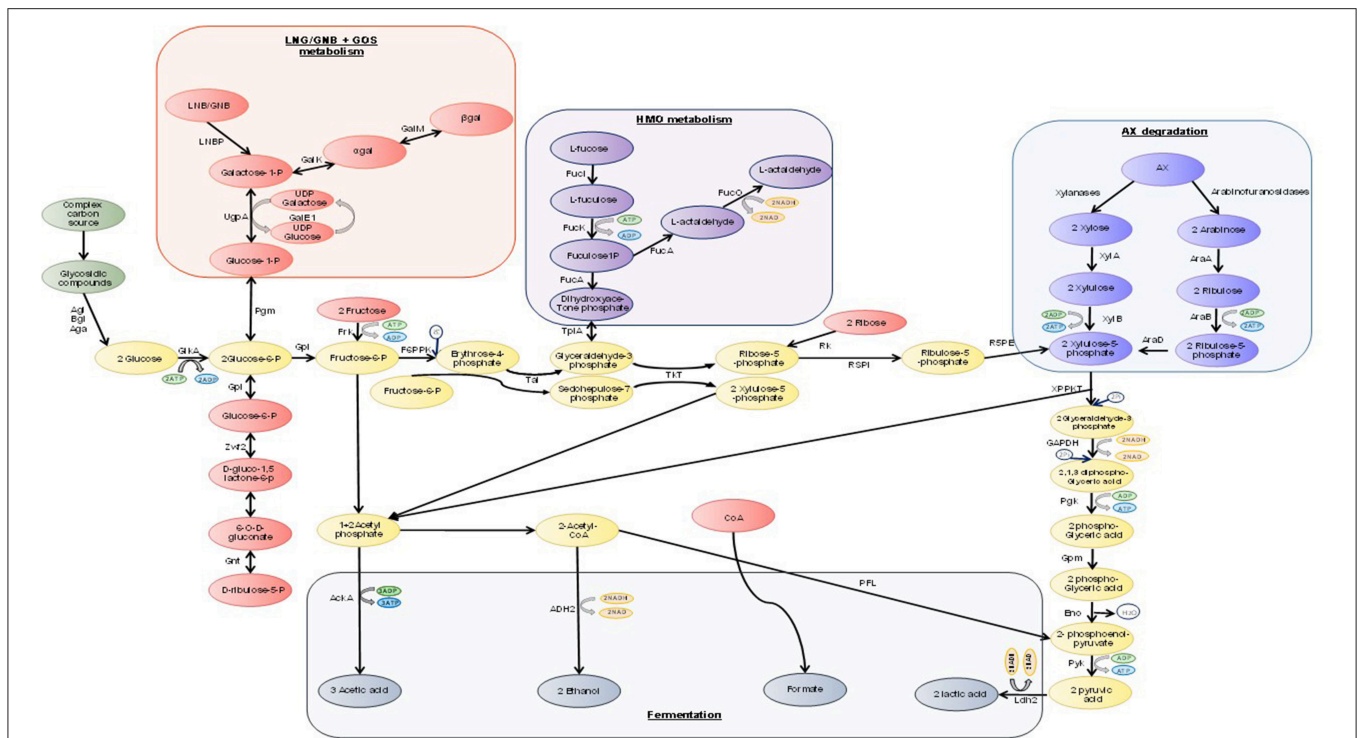 LNG/GNB + GOS
metabolism
LNB/GNB
LNBP
Galactose-1-P
GalK
αgal
GalM
βgal
UgpA
UDP
Galactose
GalE1
UDP
Glucose
Glucose-1-P
Pgm
HMO metabolism
L-fucose
FucI
L-fuculose
FucK
ATP
ADP
Fuculose1P
FucA
L-actaldehyde
FucO
2NADH
2NAD
L-actaldehyde
FucA
Dihydroxyace-
Tone phosphate
TpiA
AX degradation
AX
Xylanases
Arabinofuranosidases
2 Xylose
XylA
2 Xylulose
2ADP
2ATP
XylB
2 Xylulose-5-
phosphate
2 Arabinose
AraA
2 Ribulose
AraB
2ADP
2ATP
2 Ribulose-5-
phosphate
AraD
Complex
carbon
source
Glycosidic
compounds
Agl
Bgl
Aga
2 Glucose
GlkA
2ATP
2ADP
2Glucose-6-P
Gpi
2 Fructose
Frk
ATP
ADP
Fructose-6-P
F6PPK
Erythrose-4-
phosphate
Fructose-6-P
Tal
Glyceraldehyde-3
phosphate
Sedohepulose-7
phosphate
TkT
Ribose-5
-phosphate
2 Xylulose-5
-phosphate
2 Ribose
Rk
RSPI
Ribulose-5
-phosphate
RSPE
Gpi
Glucose-6-P
Zwf2
D-gluco-1,5
lactone-6-p
6-O-D-
gluconate
Gnt
D-ribulose-5-P
XPPKT
2Pi
2Glyceraldehyde-3
phosphate
GAPDH
2NADH
2NAD
2Pi
2,1,3 diphospho-
Glyceric acid
Pgk
ADP
ATP
2phospho-
Glyceric acid
Gpm
2 phospho-
Glyceric acid
Eno
H2O
2- phosphoenol-
pyruvate
Pyk
ADP
ATP
2 pyruvic
acid
1+2Acetyl
phosphate
2-Acetyl-
CoA
CoA
PFL
AckA
3ADP
3ATP
ADH2
2NADH
2NAD
2NADH
2NAD
Ldh2
3 Acetic acid
2 Ethanol
Formate
2 lactic acid
Fermentation